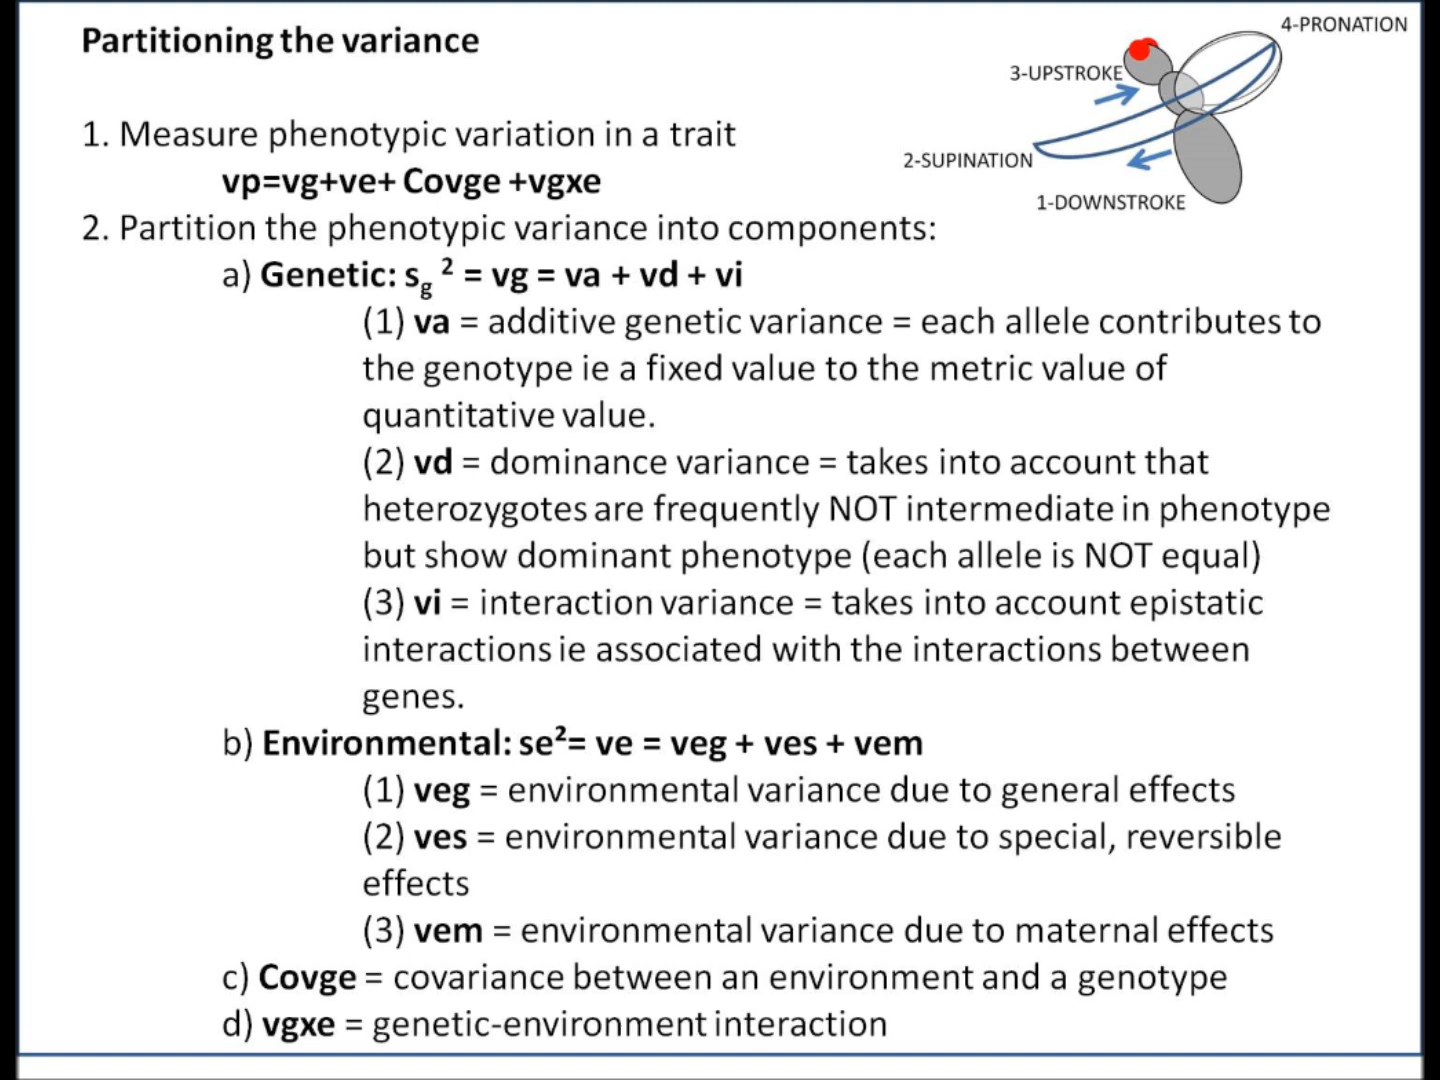 Partitioning the variance
4-PRONATION
3-UPSTROKE
2-SUPINATION
1-DOWNSTROKE
1. Measure phenotypic variation in a trait
vp=vg+ve+ Covge +vgxe
2. Partition the phenotypic variance into components:
a) Genetic: sg ² = vg = va + vd + vi
(1) va = additive genetic variance = each allele contributes to
the genotype ie a fixed value to the metric value of
quantitative value.
(2) vd = dominance variance = takes into account that
heterozygotes are frequently NOT intermediate in phenotype
but show dominant phenotype (each allele is NOT equal)
(3) vi = interaction variance = takes into account epistatic
interactions ie associated with the interactions between
genes.
b) Environmental: se²= ve = veg + ves + vem
(1) veg = environmental variance due to general effects
(2) ves = environmental variance due to special, reversible
effects
(3) vem = environmental variance due to maternal effects
c) Covge = covariance between an environment and a genotype
d) vgxe = genetic-environment interaction